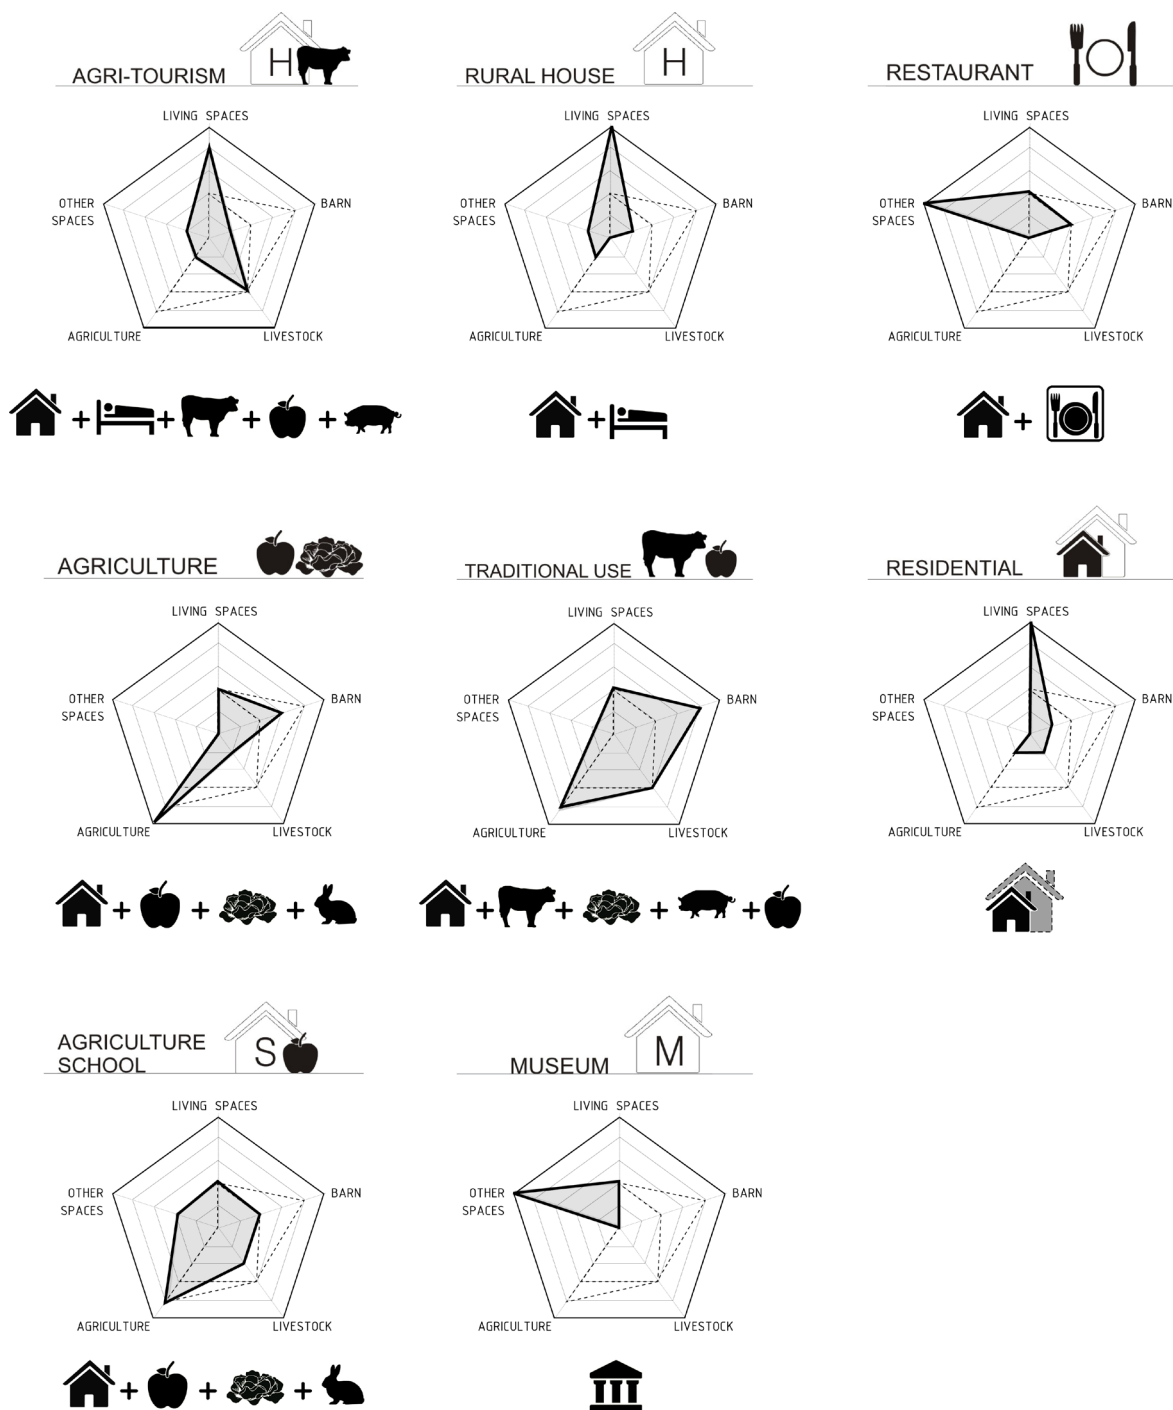 AGRI-TOURISM
H
LIVING SPACES
OTHER
SPACES
BARN
AGRICULTURE
LIVESTOCK
+ + + +
RURAL HOUSE
H
LIVING SPACES
OTHER
SPACES
BARN
AGRICULTURE
LIVESTOCK
+
RESTAURANT
LIVING SPACES
OTHER
SPACES
BARN
AGRICULTURE
LIVESTOCK
+
AGRICULTURE
LIVING SPACES
OTHER
SPACES
BARN
AGRICULTURE
LIVESTOCK
+ + +
TRADITIONAL USE
LIVING SPACES
OTHER
SPACES
BARN
AGRICULTURE
LIVESTOCK
+ + + +
RESIDENTIAL
LIVING SPACES
OTHER
SPACES
BARN
AGRICULTURE
LIVESTOCK
AGRICULTURE
SCHOOL
S
LIVING SPACES
OTHER
SPACES
BARN
AGRICULTURE
LIVESTOCK
+ + +
MUSEUM
M
LIVING SPACES
OTHER
SPACES
BARN
AGRICULTURE
LIVESTOCK